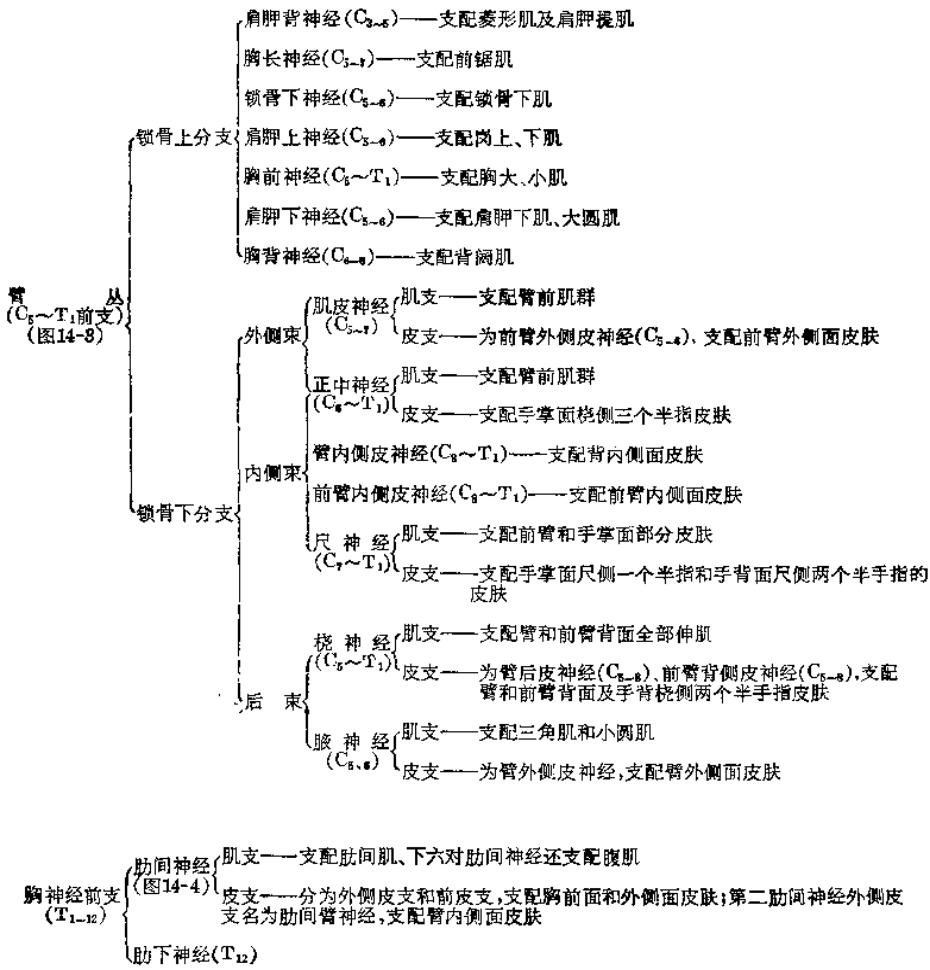 肩胛背神经(C₃~₅)——支配菱形肌及肩胛提肌
胸长神经(C₅₋₇)——支配前锯肌
锁骨下神经(C₅₋₆)——支配锁骨下肌
锁骨上分支
肩胛上神经(C₅₋₆)——支配岗上、下肌
胸前神经(C₅～T₁)——支配胸大、小肌
肩胛下神经(C₅₋₆)——支配肩胛下肌、大圆肌
胸背神经(C₆₋₈)——支配背阔肌
臂 丛
(C₅～T₁前支)
(图14-3)
锁骨下分支
外侧束
肌皮神经
(C₅₋₇)
肌支——支配臂前肌群
皮支——为前臂外侧皮神经(C₅₋₆)，支配前臂外侧面皮肤
正中神经
(C₆～T₁)
肌支——支配臂前肌群
皮支——支配手掌面桡侧三个半指皮肤
内侧束
臂内侧皮神经(C₈～T₁)——支配背内侧面皮肤
前臂内侧皮神经(C₈～T₁)——支配前臂内侧面皮肤
尺 神 经
(C₇～T₁)
肌支——支配前臂和手掌面部分皮肤
皮支——支配手掌面尺侧一个半指和手背面尺侧两个半手指的
皮肤
后 束
桡 神 经
(C₅～T₁)
肌支——支配臂和前臂背面全部伸肌
皮支——为臂后皮神经(C₅₋₈)、前臂背侧皮神经(C₅₋₈)，支配
臂和前臂背面及手背桡侧两个半手指皮肤
腋 神 经
(C₅、₆)
肌支——支配三角肌和小圆肌
皮支——为臂外侧皮神经，支配臂外侧面皮肤
胸神经前支
(T₁₋₁₂)
肋间神经
(图14-4)
肌支——支配肋间肌、下六对肋间神经还支配腹肌
皮支——分为外侧皮支和前皮支，支配胸前面和外侧面皮肤；第二肋间神经外侧皮
支名为肋间臂神经，支配臂内侧面皮肤
肋下神经(T₁₂)